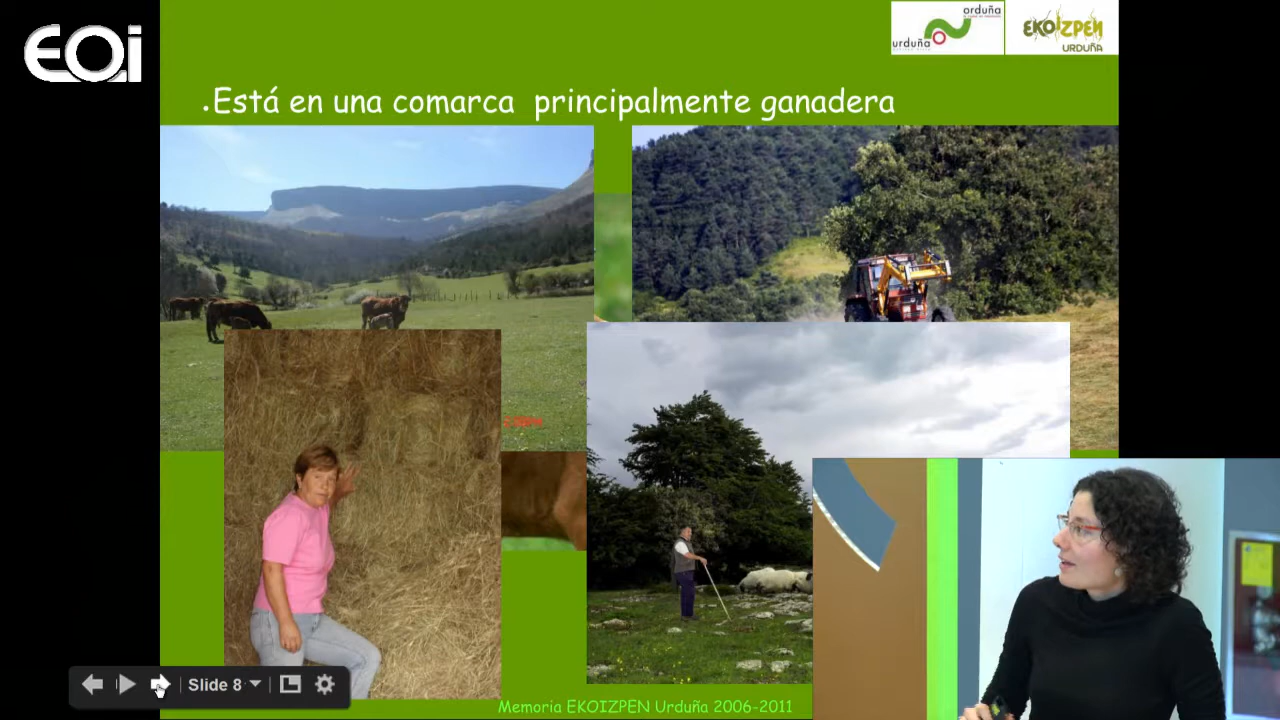 EOi
orduña
urduña
EKOIZPEN
URDUÑA
.Está en una comarca principalmente ganadera
Slide 8
Memoria EKOIZPEN Urduña 2006-2011